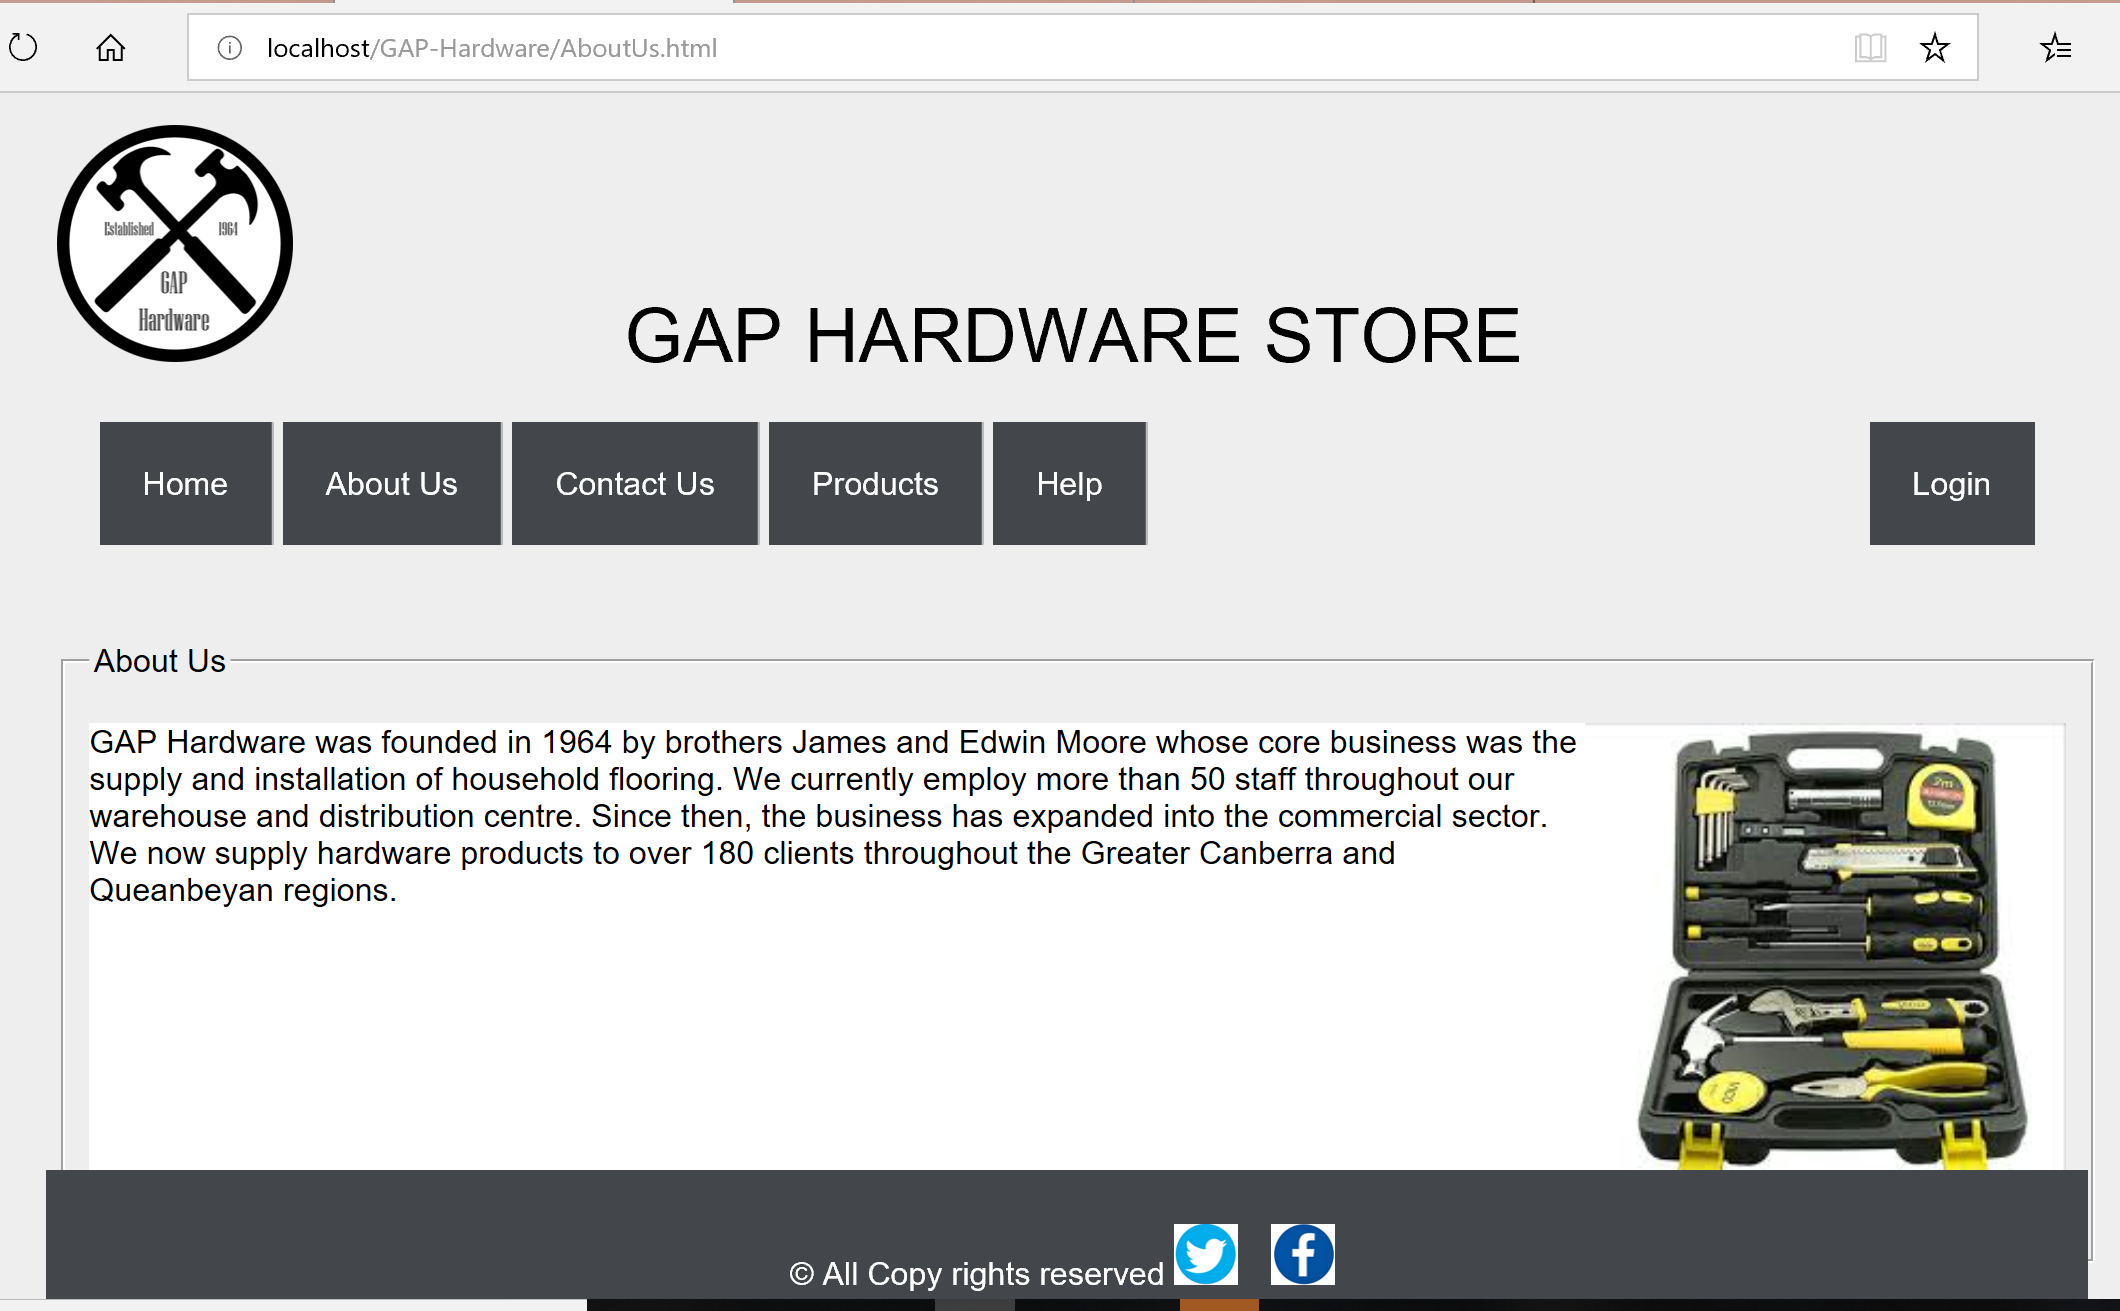 localhost/GAP-Hardware/AboutUs.html
Established 1964
GAP
Hardware
GAP HARDWARE STORE
Home About Us Contact Us Products Help Login
About Us
GAP Hardware was founded in 1964 by brothers James and Edwin Moore whose core business was the
supply and installation of household flooring. We currently employ more than 50 staff throughout our
warehouse and distribution centre. Since then, the business has expanded into the commercial sector.
We now supply hardware products to over 180 clients throughout the Greater Canberra and
Queanbeyan regions.
2m
© All Copy rights reserved